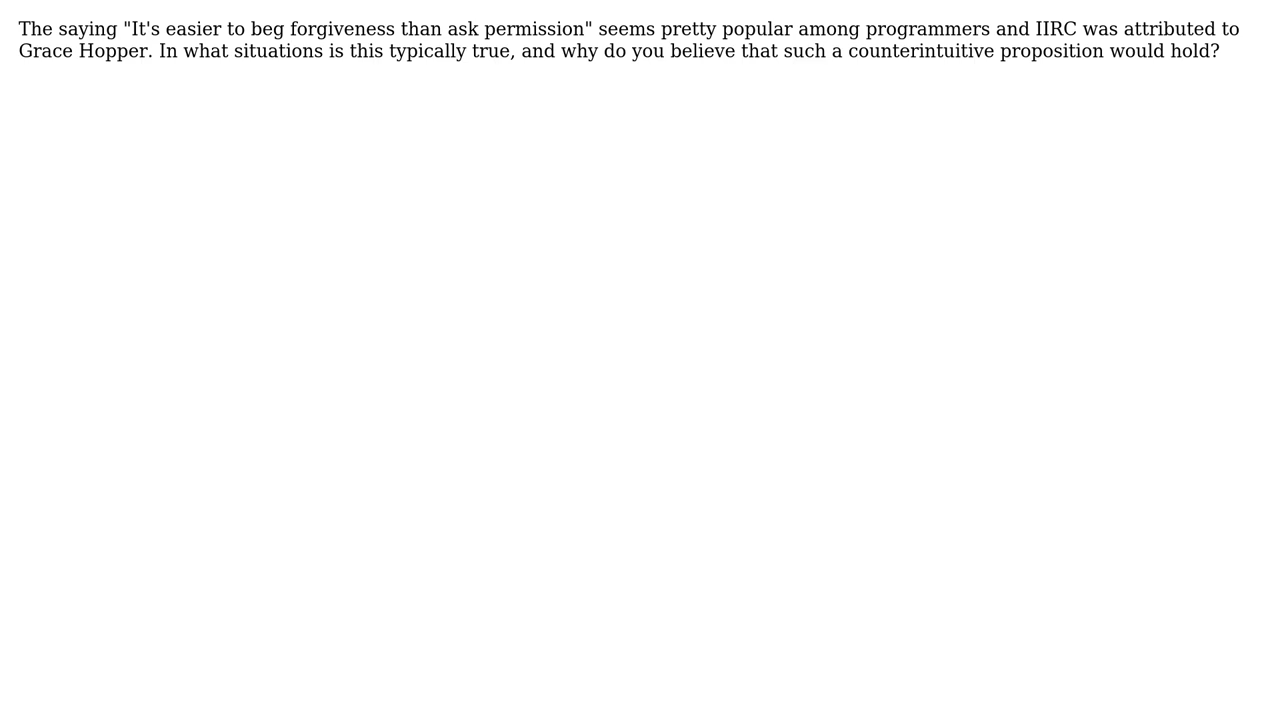 The saying "It's easier to beg forgiveness than ask permission" seems pretty popular among programmers and IIRC was attributed to
Grace Hopper. In what situations is this typically true, and why do you believe that such a counterintuitive proposition would hold?